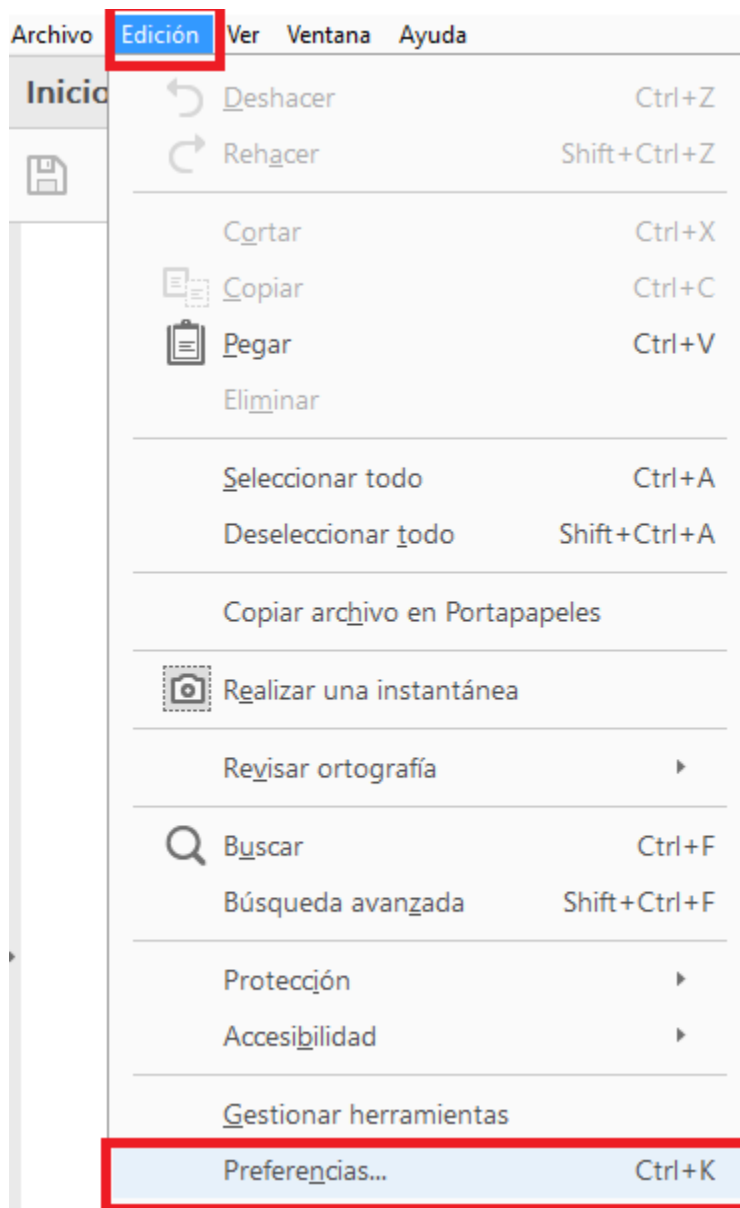 Archivo Edición Ver Ventana Ayuda
Inicio
Deshacer Ctrl+Z
Rehacer Shift+Ctrl+Z
Cortar Ctrl+X
Copiar Ctrl+C
Pegar Ctrl+V
Eliminar
Seleccionar todo Ctrl+A
Deseleccionar todo Shift+Ctrl+A
Copiar archivo en Portapapeles
Realizar una instantánea
Revisar ortografía
Buscar Ctrl+F
Búsqueda avanzada Shift+Ctrl+F
Protección
Accesibilidad
Gestionar herramientas
Preferencias... Ctrl+K